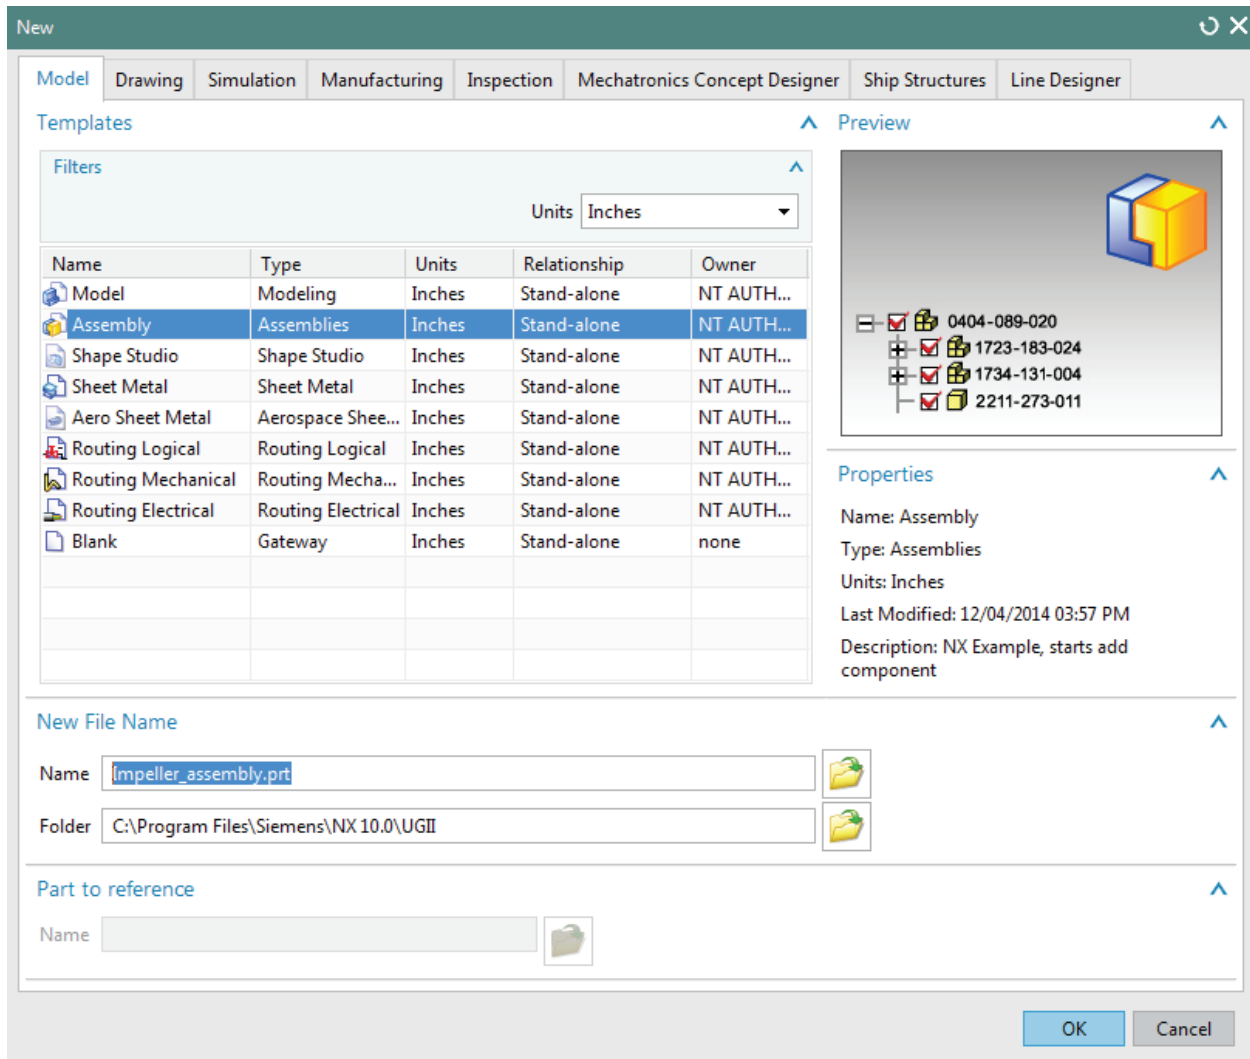 New
Model Drawing Simulation Manufacturing Inspection Mechatronics Concept Designer Ship Structures Line Designer
Templates
Filters
Units Inches
Name Type Units Relationship Owner
Model Modeling Inches Stand-alone NT AUTH...
Assembly Assemblies Inches Stand-alone NT AUTH...
Shape Studio Shape Studio Inches Stand-alone NT AUTH...
Sheet Metal Sheet Metal Inches Stand-alone NT AUTH...
Aero Sheet Metal Aerospace Shee... Inches Stand-alone NT AUTH...
Routing Logical Routing Logical Inches Stand-alone NT AUTH...
Routing Mechanical Routing Mecha... Inches Stand-alone NT AUTH...
Routing Electrical Routing Electrical Inches Stand-alone NT AUTH...
Blank Gateway Inches Stand-alone none
Preview
0404-089-020
1723-183-024
1734-131-004
2211-273-011
Properties
Name: Assembly
Type: Assemblies
Units: Inches
Last Modified: 12/04/2014 03:57 PM
Description: NX Example, starts add
component
New File Name
Name Impeller_assembly.prt
Folder C:\Program Files\Siemens\NX 10.0\UGII
Part to reference
Name
OK Cancel